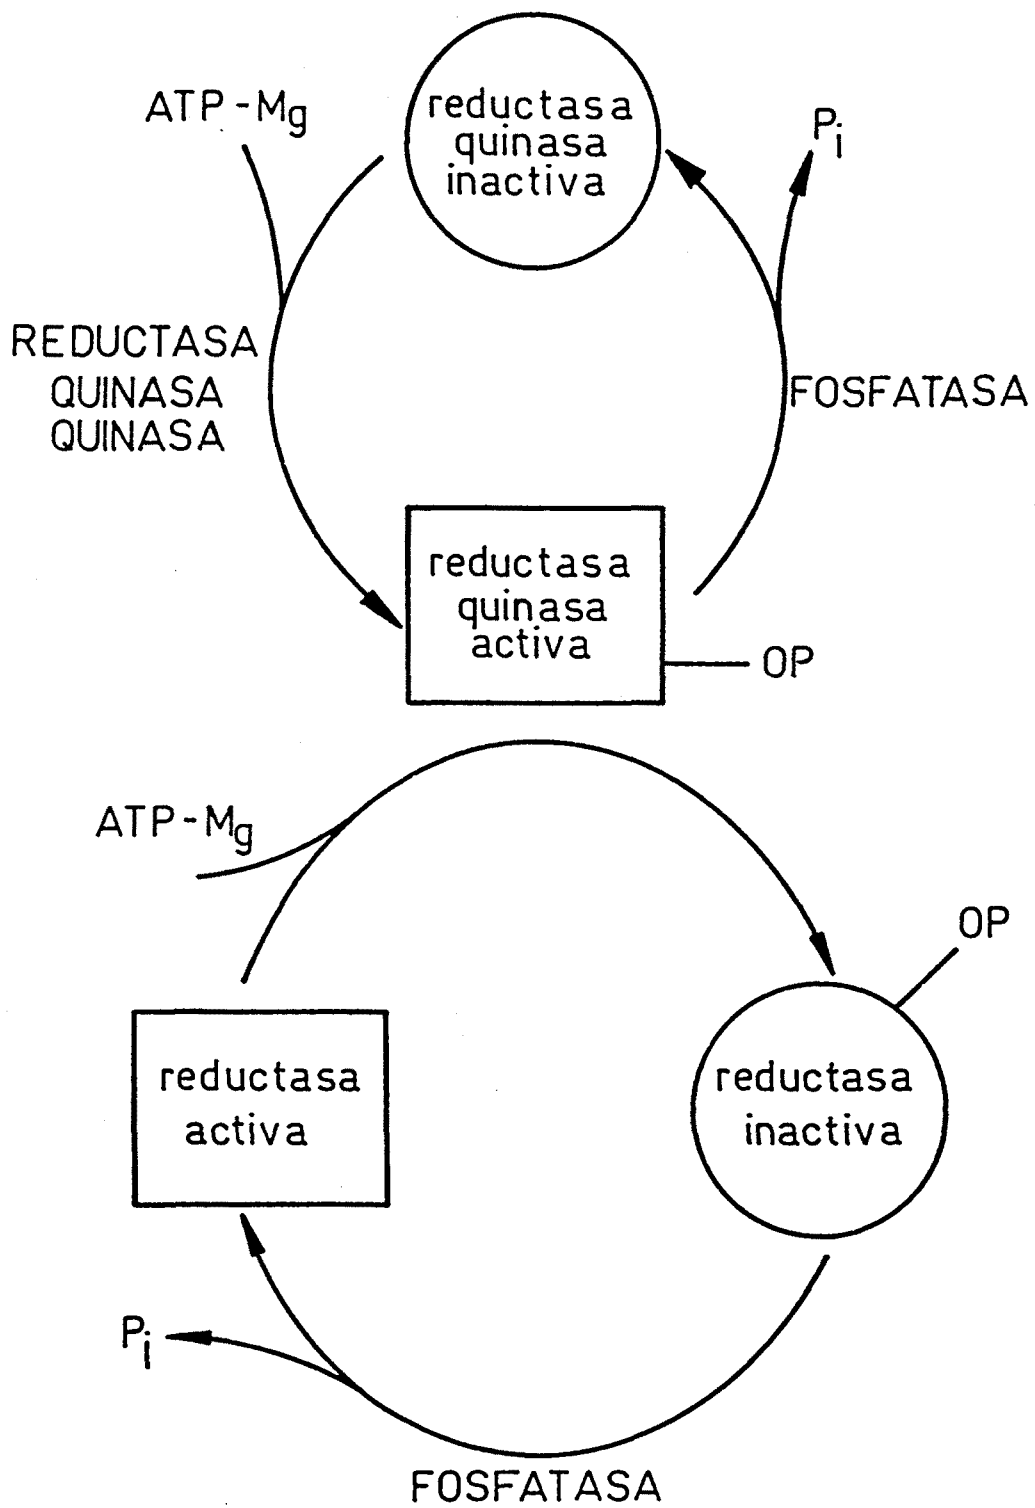 ATP-Mg
reductasa
quinasa
inactiva
Pi
REDUCTASA
QUINASA
QUINASA
FOSFATASA
reductasa
quinasa
activa
OP
ATP-Mg
OP
reductasa
activa
reductasa
inactiva
Pi
FOSFATASA